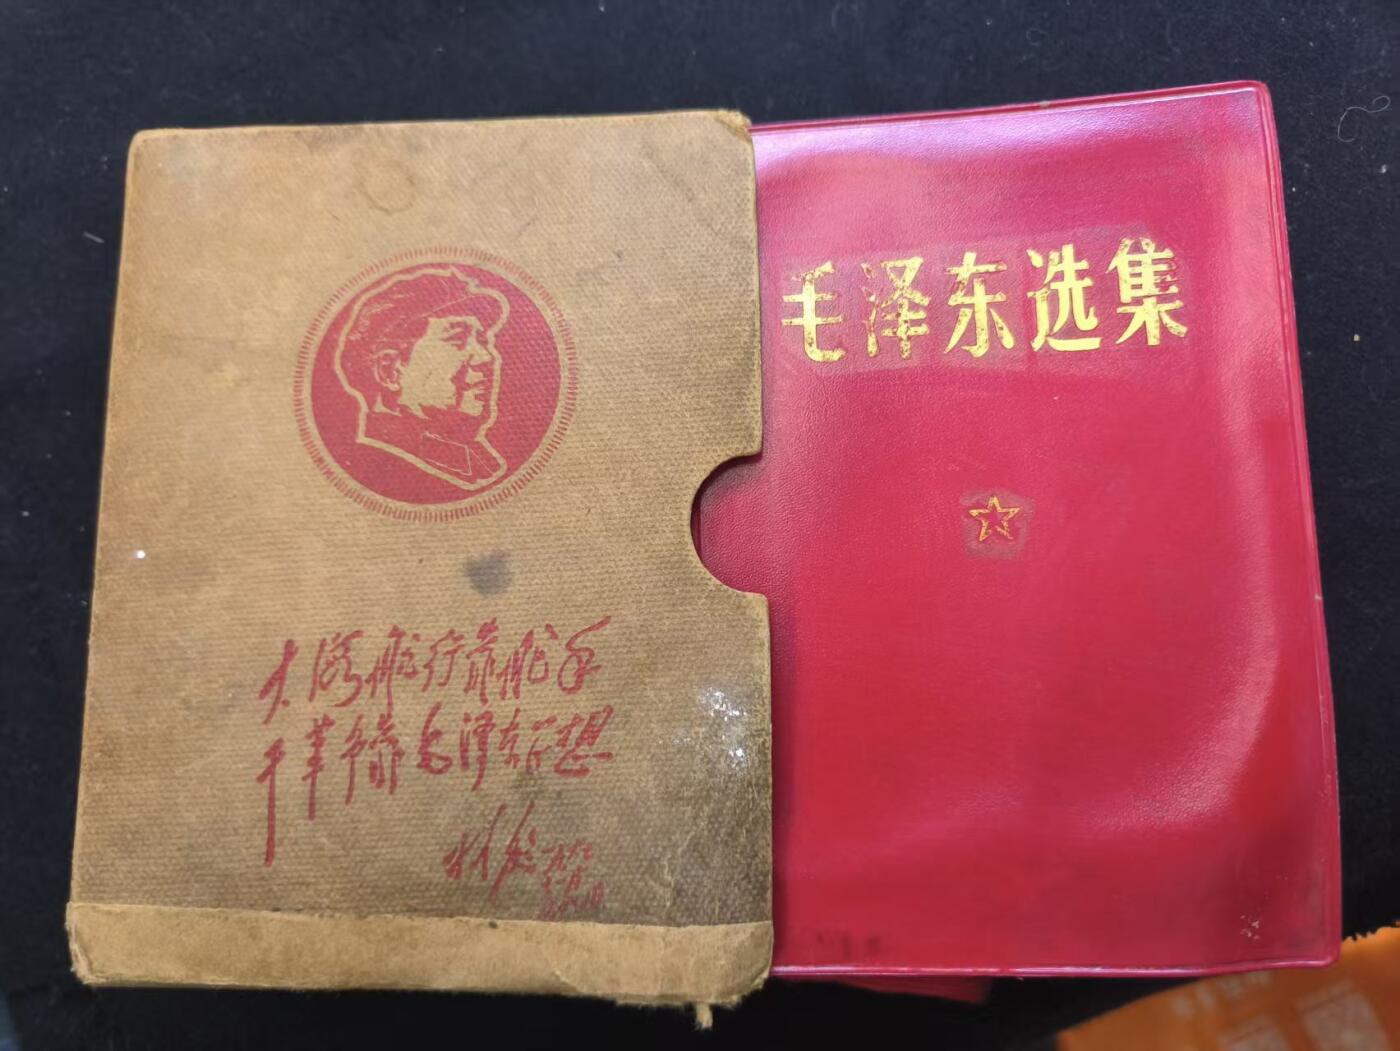 大海航行靠舵手
干革命靠毛泽东思想
林彪
毛泽东选集